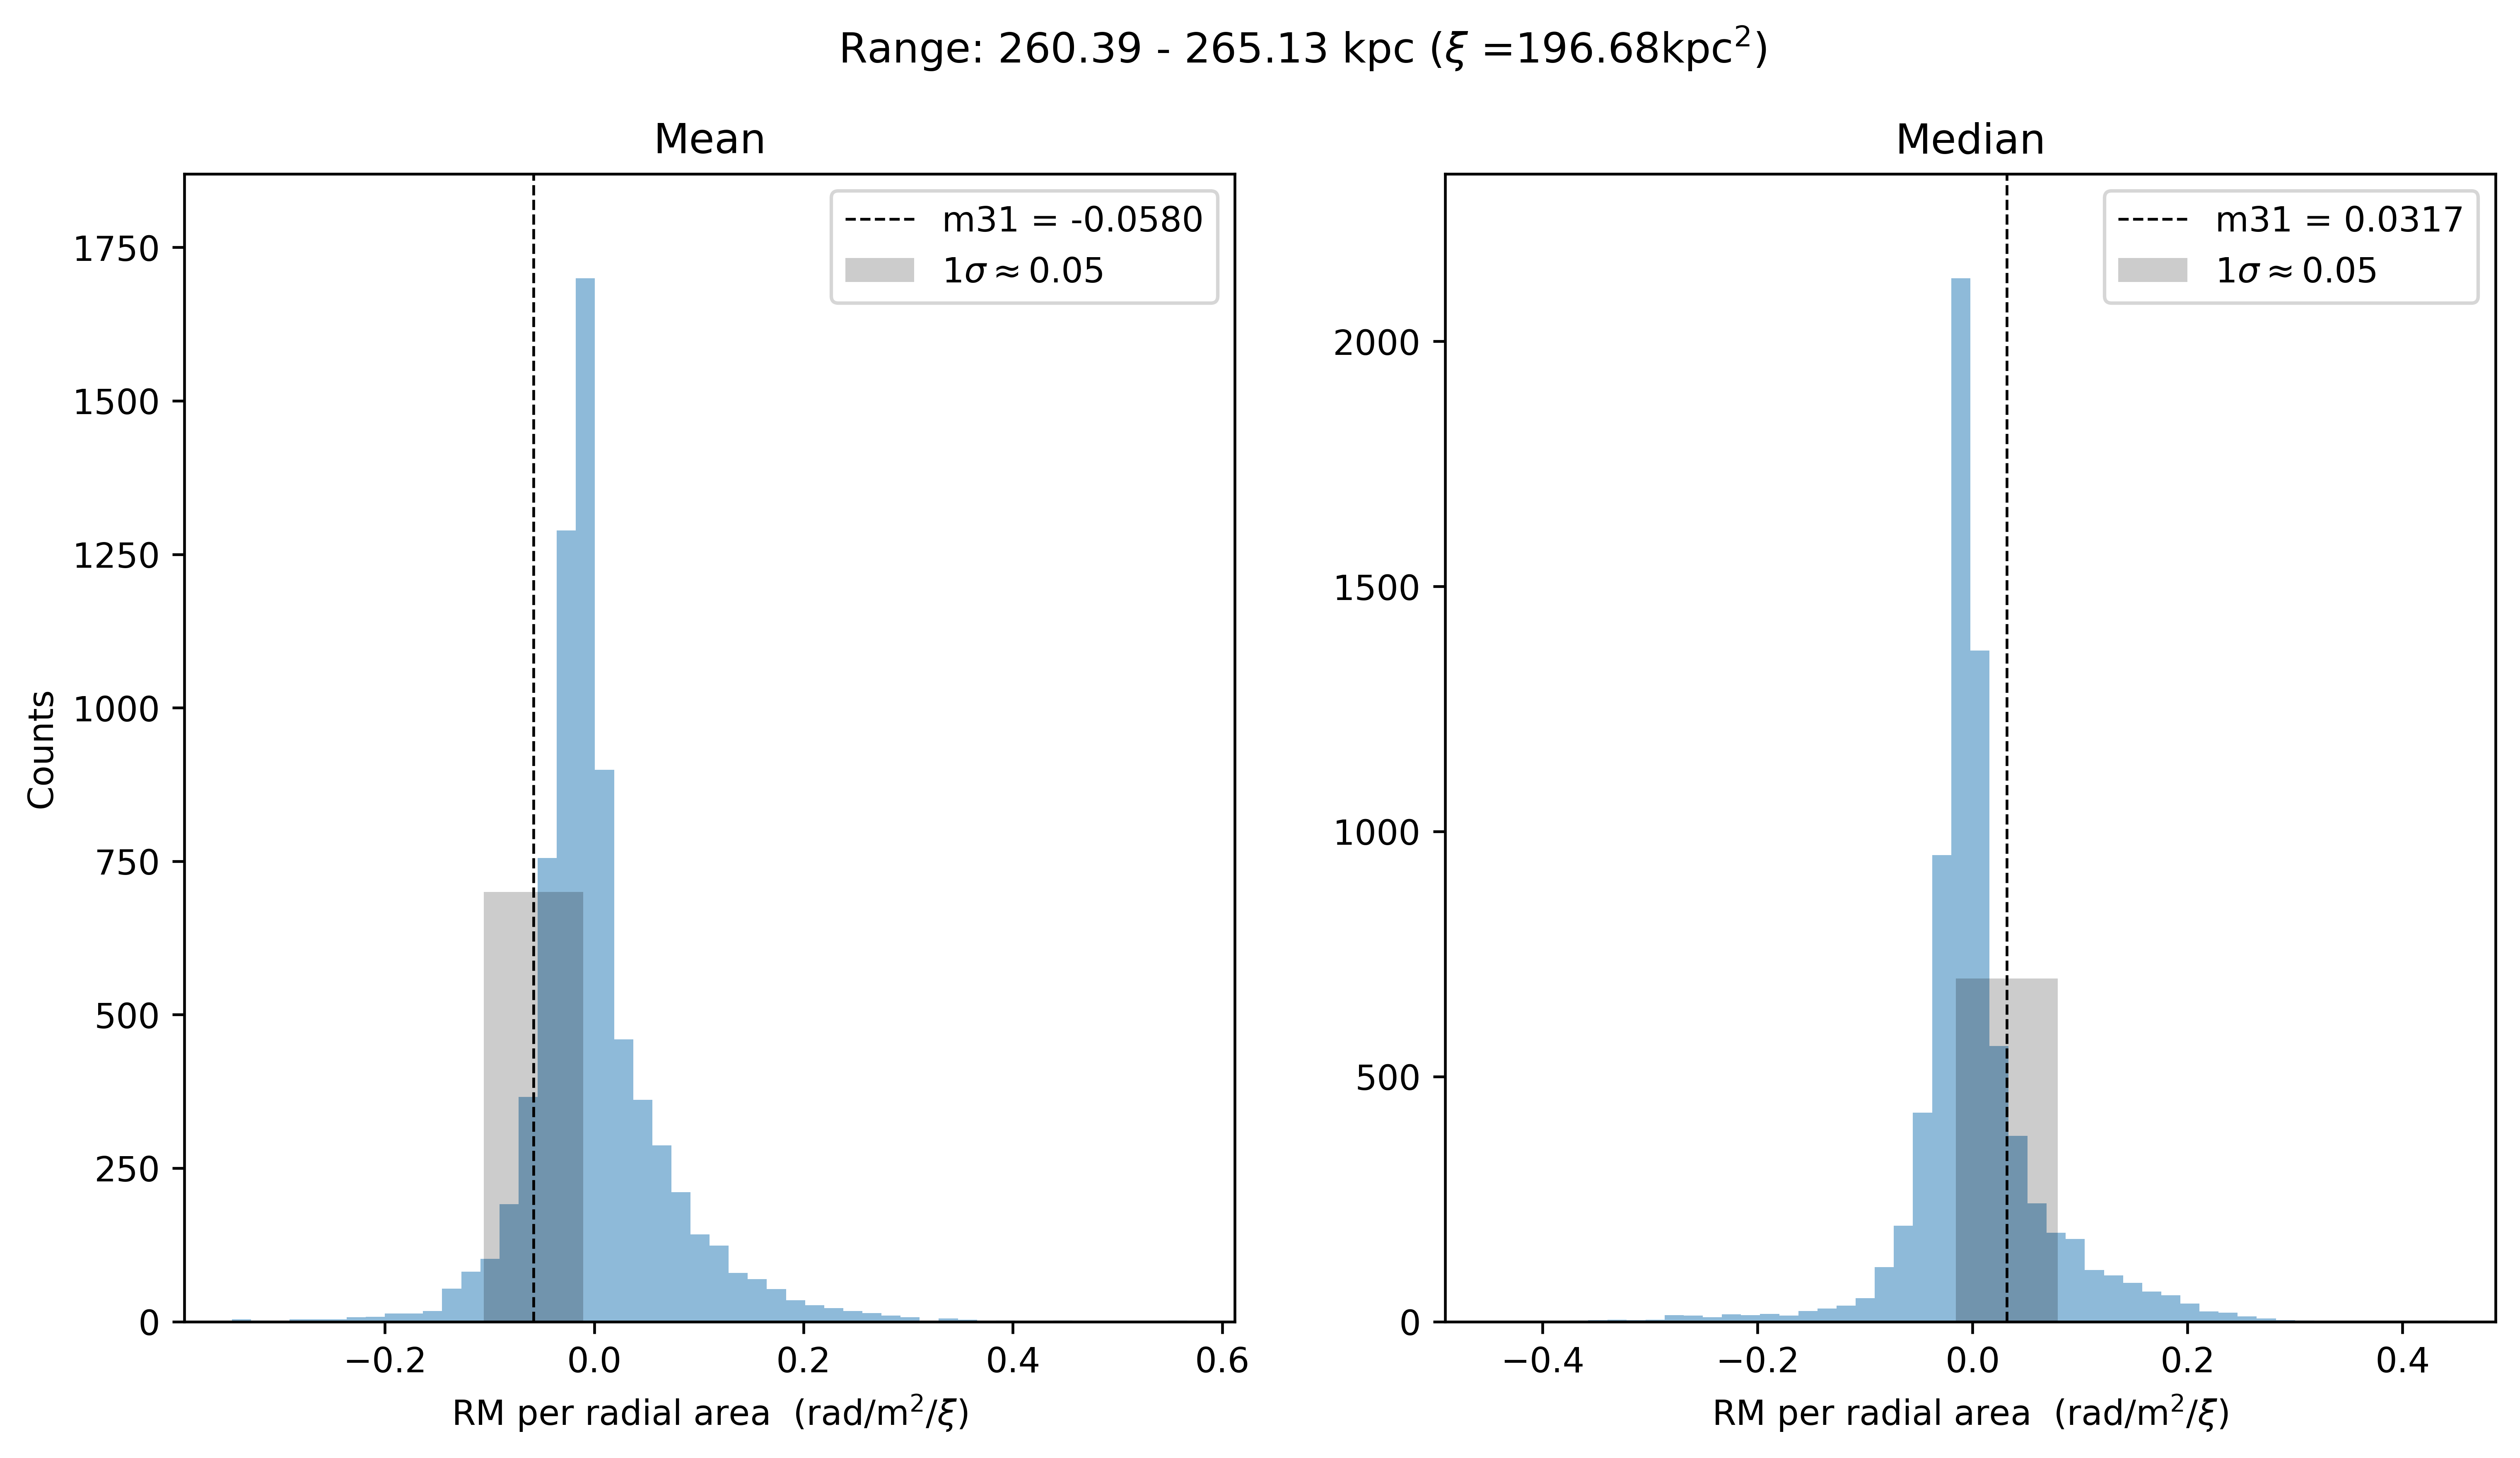 Range: 260.39 - 265.13 kpc (ξ =196.68kpc²)
Mean
m31 = -0.0580
1σ ≈ 0.05
1750
1500
1250
1000
750
500
250
0
Counts
−0.2 0.0 0.2 0.4 0.6
RM per radial area (rad/m²/ξ)
Median
m31 = 0.0317
1σ ≈ 0.05
2000
1500
1000
500
0
−0.4 −0.2 0.0 0.2 0.4
RM per radial area (rad/m²/ξ)